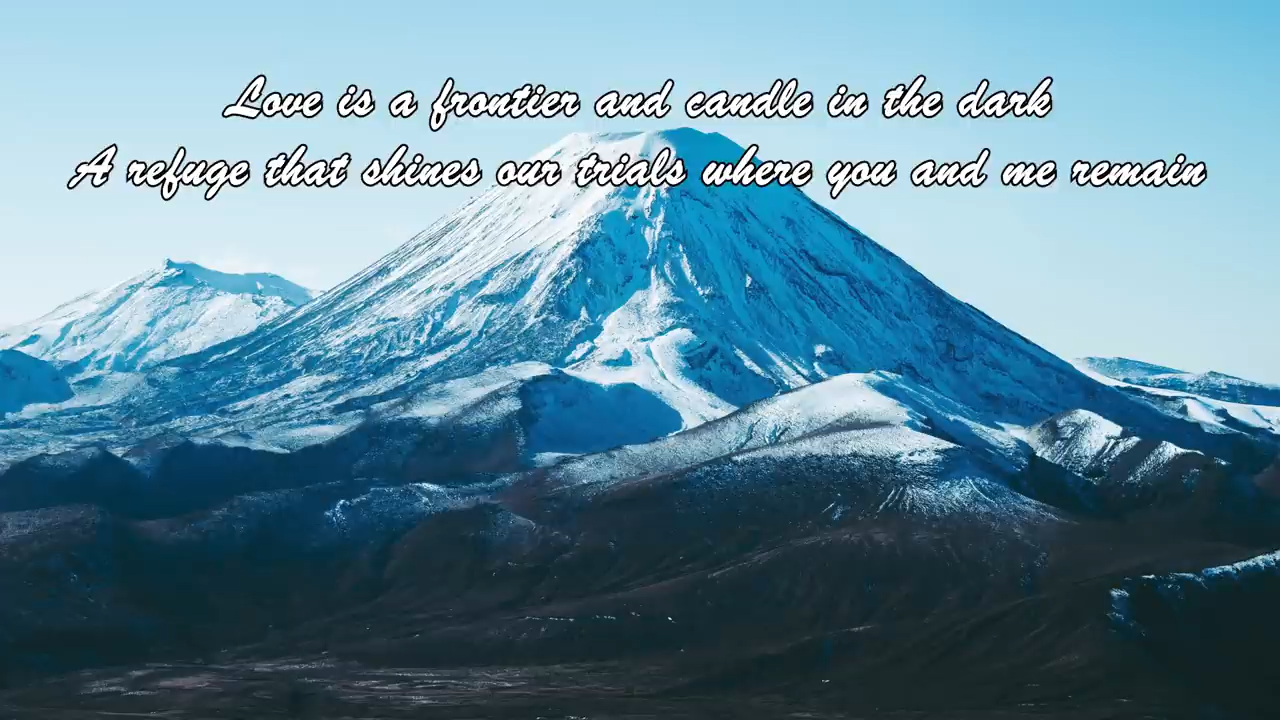 Love is a frontier and candle in the dark
A refuge that shines our trials where you and me remain